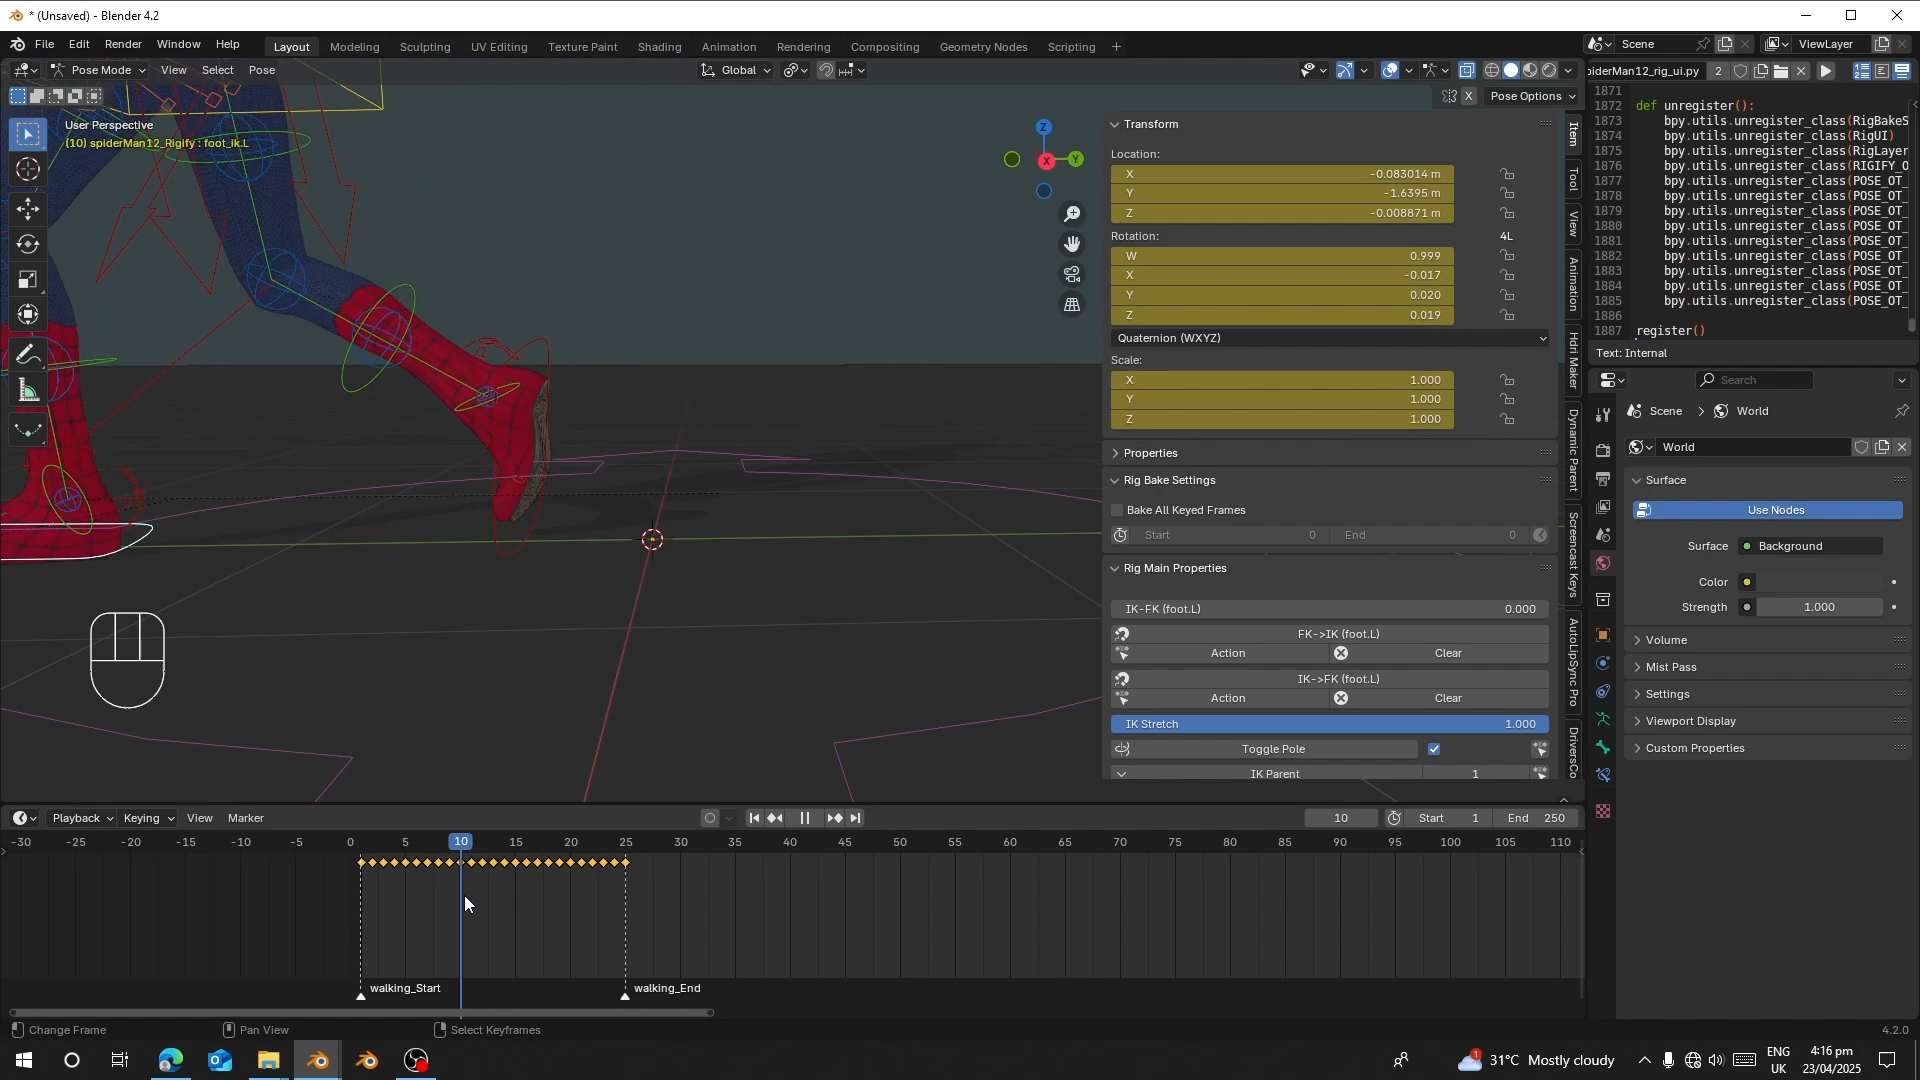 * (Unsaved) - Blender 4.2
File Edit Render Window Help
Layout Modeling Sculpting UV Editing Texture Paint Shading Animation Rendering Compositing Geometry Nodes Scripting +
Scene ViewLayer
Pose Mode View Select Pose
Global
piderMan12_rig_ui.py 2
X Pose Options
User Perspective
(10) spiderMan12_Rigify : foot_ik.L
Z
X
Y
Transform
Location:
X -0.083014 m
Y -1.6395 m
Z -0.008871 m
Rotation: 4L
W 0.999
X -0.017
Y 0.020
Z 0.019
Quaternion (WXYZ)
Scale:
X 1.000
Y 1.000
Z 1.000
Properties
Rig Bake Settings
Bake All Keyed Frames
Start 0 End 0
Rig Main Properties
IK-FK (foot.L) 0.000
FK->IK (foot.L)
Action Clear
IK->FK (foot.L)
Action Clear
IK Stretch 1.000
Toggle Pole
IK Parent 1
Item
Tool
View
Animation
Hdri Maker
Dynamic Parent
Screencast Keys
AutoLipSync Pro
DriversCo
1871
1872 def unregister():
1873 bpy.utils.unregister_class(RigBakeS
1874 bpy.utils.unregister_class(RigUI)
1875 bpy.utils.unregister_class(RigLayer
1876 bpy.utils.unregister_class(RIGIFY_O
1877 bpy.utils.unregister_class(POSE_OT_
1878 bpy.utils.unregister_class(POSE_OT_
1879 bpy.utils.unregister_class(POSE_OT_
1880 bpy.utils.unregister_class(POSE_OT_
1881 bpy.utils.unregister_class(POSE_OT_
1882 bpy.utils.unregister_class(POSE_OT_
1883 bpy.utils.unregister_class(POSE_OT_
1884 bpy.utils.unregister_class(POSE_OT_
1885 bpy.utils.unregister_class(POSE_OT_
1886
1887 register()
Text: Internal
Search
Scene World
World
Surface
Use Nodes
Surface Background
Color
Strength 1.000
Volume
Mist Pass
Settings
Viewport Display
Custom Properties
Playback Keying View Marker
10 Start 1 End 250
-30 -25 -20 -15 -10 -5 0 5 10 15 20 25 30 35 40 45 50 55 60 65 70 75 80 85 90 95 100 105 110
walking_Start walking_End
Change Frame Pan View Select Keyframes 4.2.0
1 31°C Mostly cloudy
ENG
UK
4:16 pm
23/04/2025